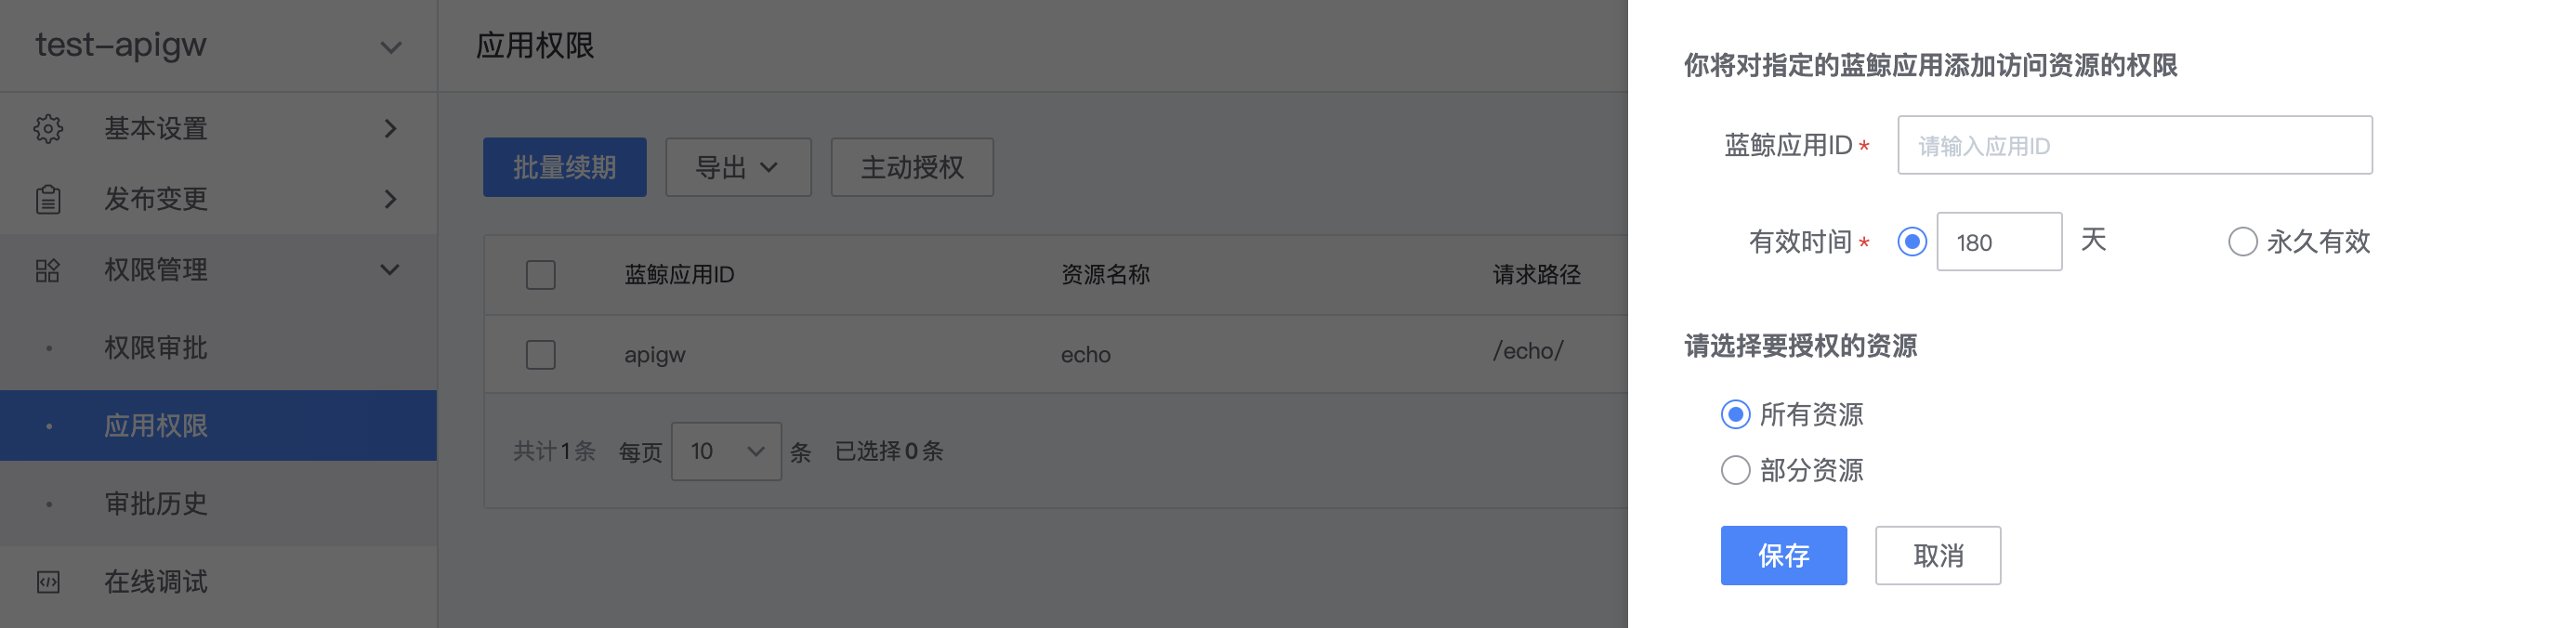 test-apigw
基本设置
发布变更
权限管理
权限审批
应用权限
审批历史
在线调试
应用权限
批量续期 导出 主动授权
蓝鲸应用ID 资源名称 请求路径
apigw echo /echo/
共计1条 每页 10 条 已选择 0 条
你将对指定的蓝鲸应用添加访问资源的权限
蓝鲸应用ID * 请输入应用ID
有效时间 * 180 天 永久有效
请选择要授权的资源
所有资源
部分资源
保存 取消